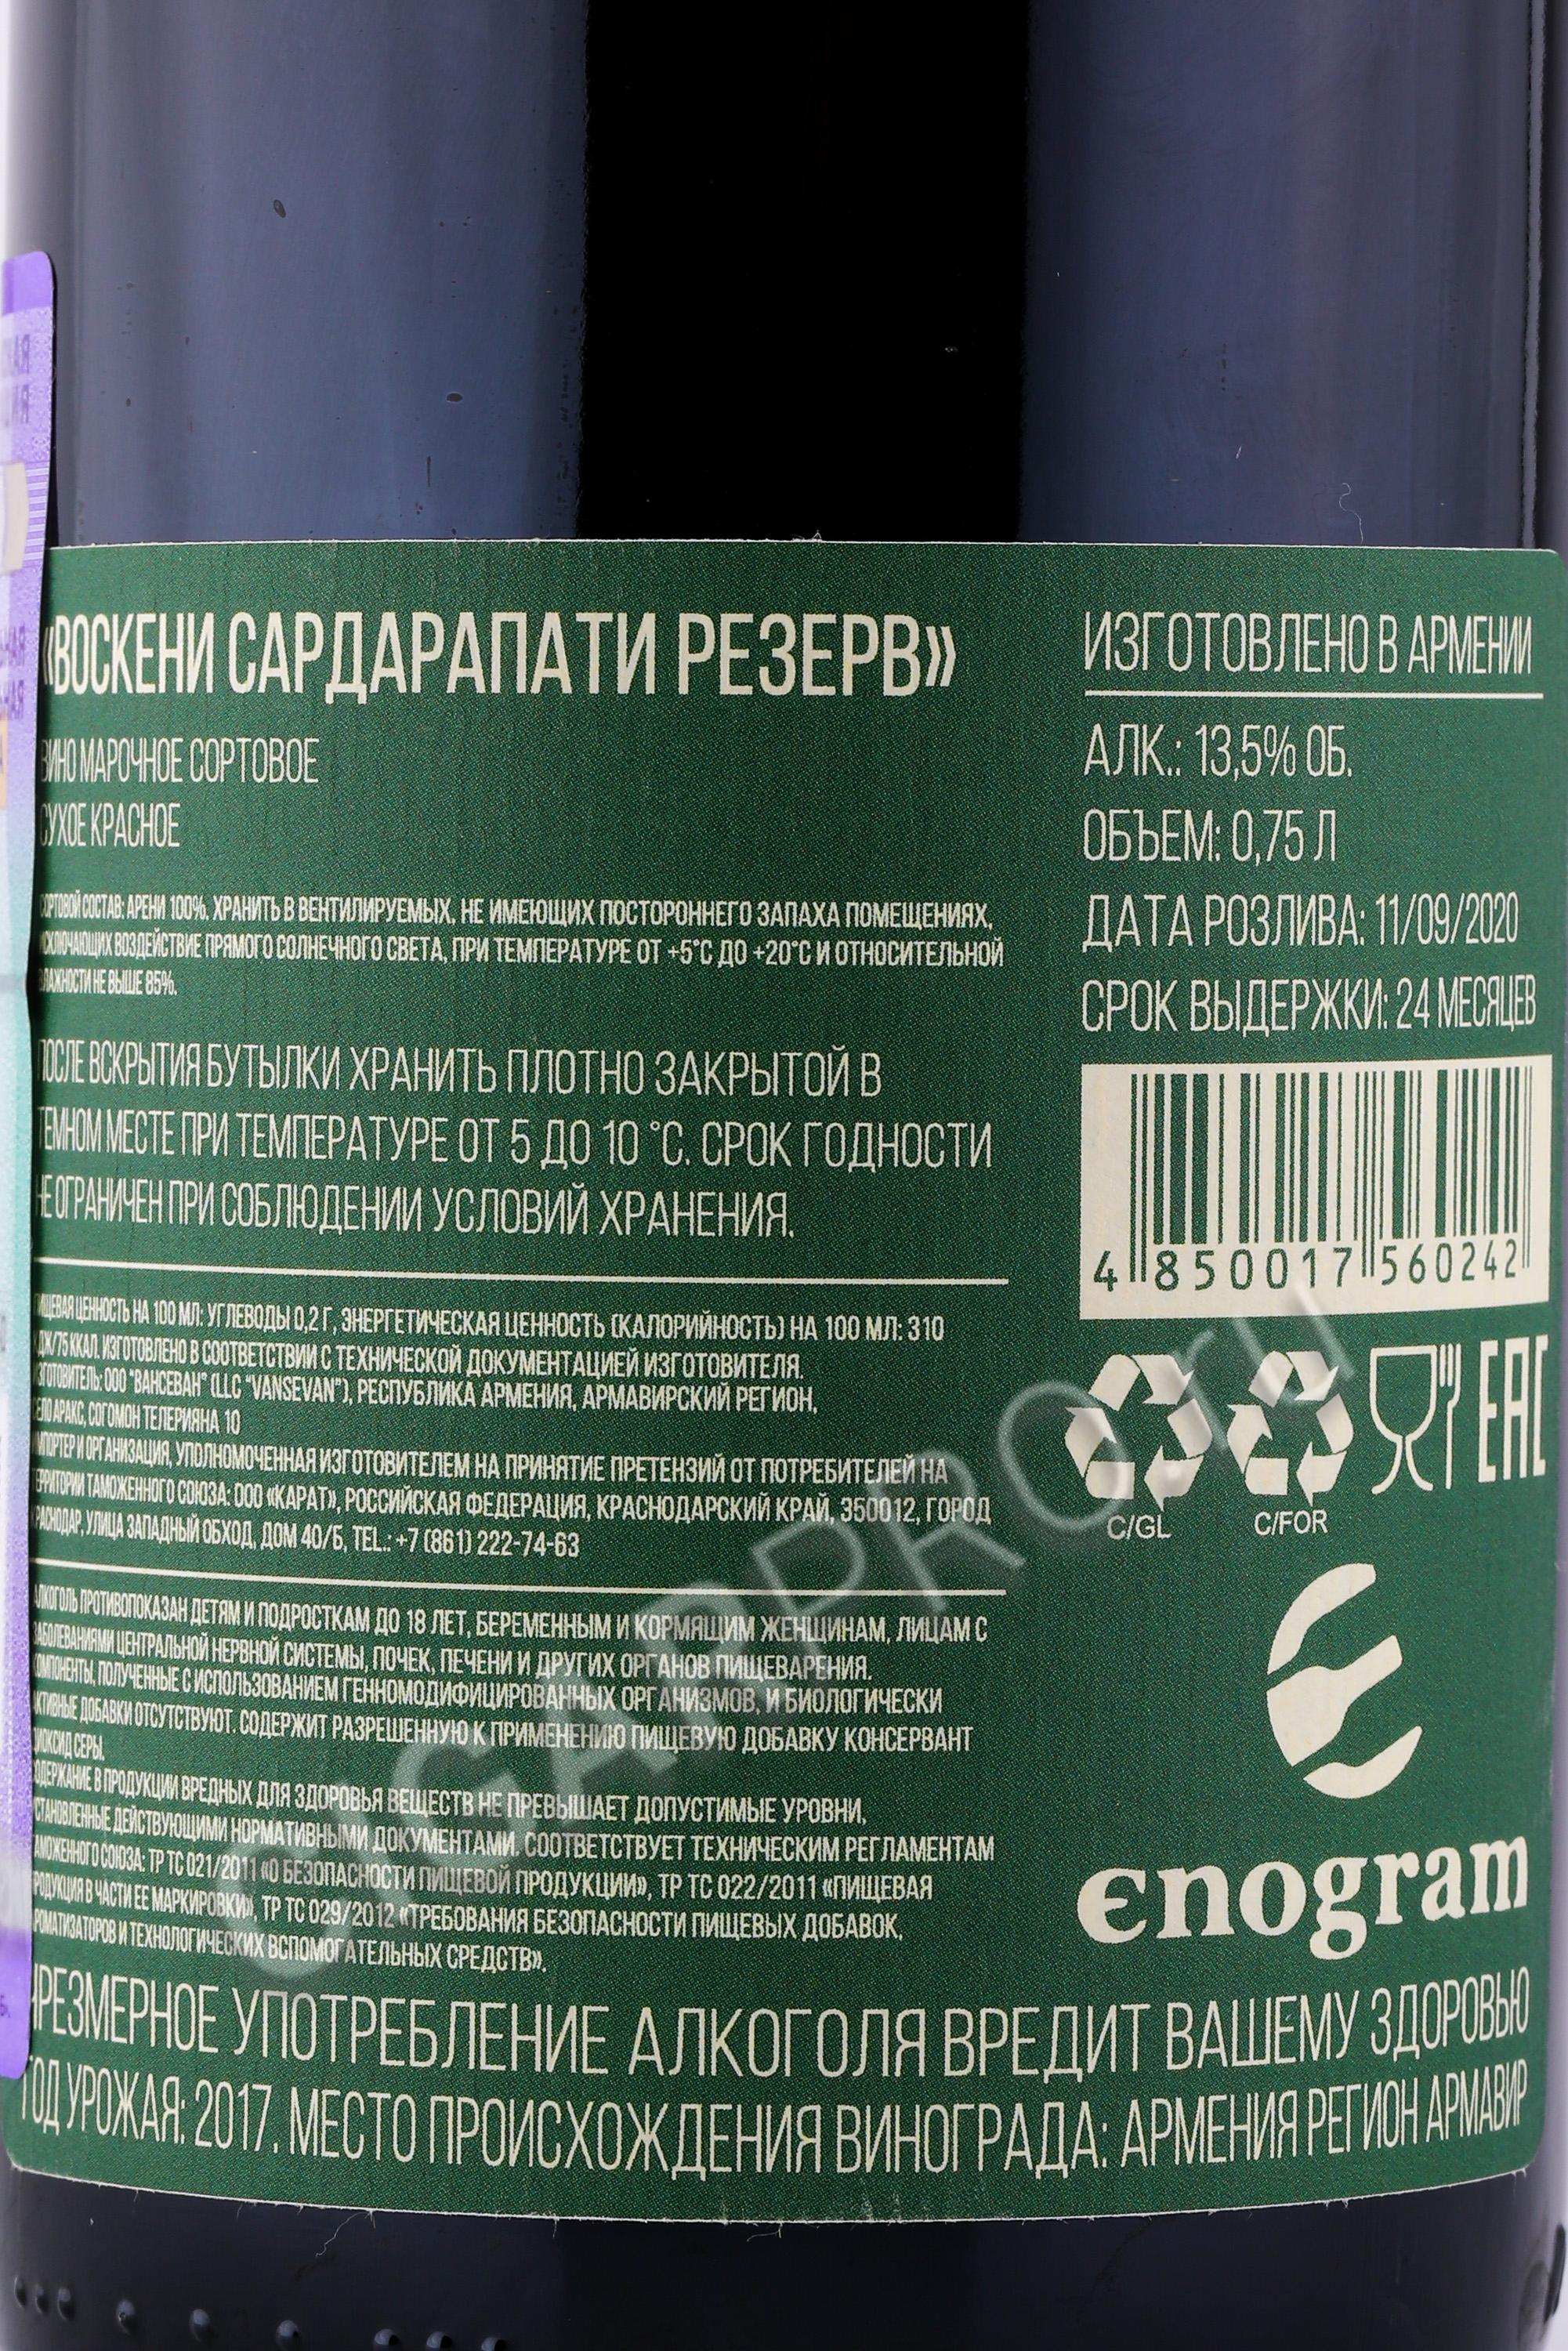 «ВОСКЕНИ САРДАРАПАТИ РЕЗЕРВ»
ВИНО МАРОЧНОЕ СОРТОВОЕ
СУХОЕ КРАСНОЕ
СОРТОВОЙ СОСТАВ: АРЕНИ 100%. ХРАНИТЬ В ВЕНТИЛИРУЕМЫХ, НЕ ИМЕЮЩИХ ПОСТОРОННЕГО ЗАПАХА ПОМЕЩЕНИЯХ,
ИСКЛЮЧАЮЩИХ ВОЗДЕЙСТВИЕ ПРЯМОГО СОЛНЕЧНОГО СВЕТА, ПРИ ТЕМПЕРАТУРЕ ОТ +5°C ДО +20°C И ОТНОСИТЕЛЬНОЙ
ВЛАЖНОСТИ НЕ ВЫШЕ 85%.
ПОСЛЕ ВСКРЫТИЯ БУТЫЛКИ ХРАНИТЬ ПЛОТНО ЗАКРЫТОЙ В
ТЕМНОМ МЕСТЕ ПРИ ТЕМПЕРАТУРЕ ОТ 5 ДО 10 °C. СРОК ГОДНОСТИ
НЕ ОГРАНИЧЕН ПРИ СОБЛЮДЕНИИ УСЛОВИЙ ХРАНЕНИЯ.
ПИЩЕВАЯ ЦЕННОСТЬ НА 100 МЛ: УГЛЕВОДЫ 0,2 Г, ЭНЕРГЕТИЧЕСКАЯ ЦЕННОСТЬ (КАЛОРИЙНОСТЬ) НА 100 МЛ: 310
КДЖ/75 ККАЛ. ИЗГОТОВЛЕНО В СООТВЕТСТВИИ С ТЕХНИЧЕСКОЙ ДОКУМЕНТАЦИЕЙ ИЗГОТОВИТЕЛЯ.
ИЗГОТОВИТЕЛЬ: ООО "ВАНСЕВАН" (LLC "VANSEVAN"), РЕСПУБЛИКА АРМЕНИЯ, АРМАВИРСКИЙ РЕГИОН,
СЕЛО АРАКС, СОГОМОН ТЕЛЕРИЯНА 10
ИМПОРТЕР И ОРГАНИЗАЦИЯ, УПОЛНОМОЧЕННАЯ ИЗГОТОВИТЕЛЕМ НА ПРИНЯТИЕ ПРЕТЕНЗИЙ ОТ ПОТРЕБИТЕЛЕЙ НА
ТЕРРИТОРИИ ТАМОЖЕННОГО СОЮЗА: ООО «КАРАТ», РОССИЙСКАЯ ФЕДЕРАЦИЯ, КРАСНОДАРСКИЙ КРАЙ, 350012, ГОРОД
КРАСНОДАР, УЛИЦА ЗАПАДНЫЙ ОБХОД, ДОМ 40/Б, TEL.: +7 (861) 222-74-63
АЛКОГОЛЬ ПРОТИВОПОКАЗАН ДЕТЯМ И ПОДРОСТКАМ ДО 18 ЛЕТ, БЕРЕМЕННЫМ И КОРМЯЩИМ ЖЕНЩИНАМ, ЛИЦАМ С
ЗАБОЛЕВАНИЯМИ ЦЕНТРАЛЬНОЙ НЕРВНОЙ СИСТЕМЫ, ПОЧЕК, ПЕЧЕНИ И ДРУГИХ ОРГАНОВ ПИЩЕВАРЕНИЯ.
КОМПОНЕНТЫ, ПОЛУЧЕННЫЕ С ИСПОЛЬЗОВАНИЕМ ГЕННОМОДИФИЦИРОВАННЫХ ОРГАНИЗМОВ, И БИОЛОГИЧЕСКИ
АКТИВНЫЕ ДОБАВКИ ОТСУТСТВУЮТ. СОДЕРЖИТ РАЗРЕШЕННУЮ К ПРИМЕНЕНИЮ ПИЩЕВУЮ ДОБАВКУ КОНСЕРВАНТ
ДИОКСИД СЕРЫ.
СОДЕРЖАНИЕ В ПРОДУКЦИИ ВРЕДНЫХ ДЛЯ ЗДОРОВЬЯ ВЕЩЕСТВ НЕ ПРЕВЫШАЕТ ДОПУСТИМЫЕ УРОВНИ,
УСТАНОВЛЕННЫЕ ДЕЙСТВУЮЩИМИ НОРМАТИВНЫМИ ДОКУМЕНТАМИ. СООТВЕТСТВУЕТ ТЕХНИЧЕСКИМ РЕГЛАМЕНТАМ
ТАМОЖЕННОГО СОЮЗА: ТР ТС 021/2011 «О БЕЗОПАСНОСТИ ПИЩЕВОЙ ПРОДУКЦИИ», ТР ТС 022/2011 «ПИЩЕВАЯ
ПРОДУКЦИЯ В ЧАСТИ ЕЕ МАРКИРОВКИ», ТР ТС 029/2012 «ТРЕБОВАНИЯ БЕЗОПАСНОСТИ ПИЩЕВЫХ ДОБАВОК,
АРОМАТИЗАТОРОВ И ТЕХНОЛОГИЧЕСКИХ ВСПОМОГАТЕЛЬНЫХ СРЕДСТВ».
ИЗГОТОВЛЕНО В АРМЕНИИ
АЛК.: 13,5% ОБ.
ОБЪЕМ: 0,75 Л
ДАТА РОЗЛИВА: 11/09/2020
СРОК ВЫДЕРЖКИ: 24 МЕСЯЦЕВ
4 850017 560242
EAC
C/GL C/FOR
enogram
ЧРЕЗМЕРНОЕ УПОТРЕБЛЕНИЕ АЛКОГОЛЯ ВРЕДИТ ВАШЕМУ ЗДОРОВЬЮ
ГОД УРОЖАЯ: 2017. МЕСТО ПРОИСХОЖДЕНИЯ ВИНОГРАДА: АРМЕНИЯ РЕГИОН АРМАВИР
CIGARPRO.ru